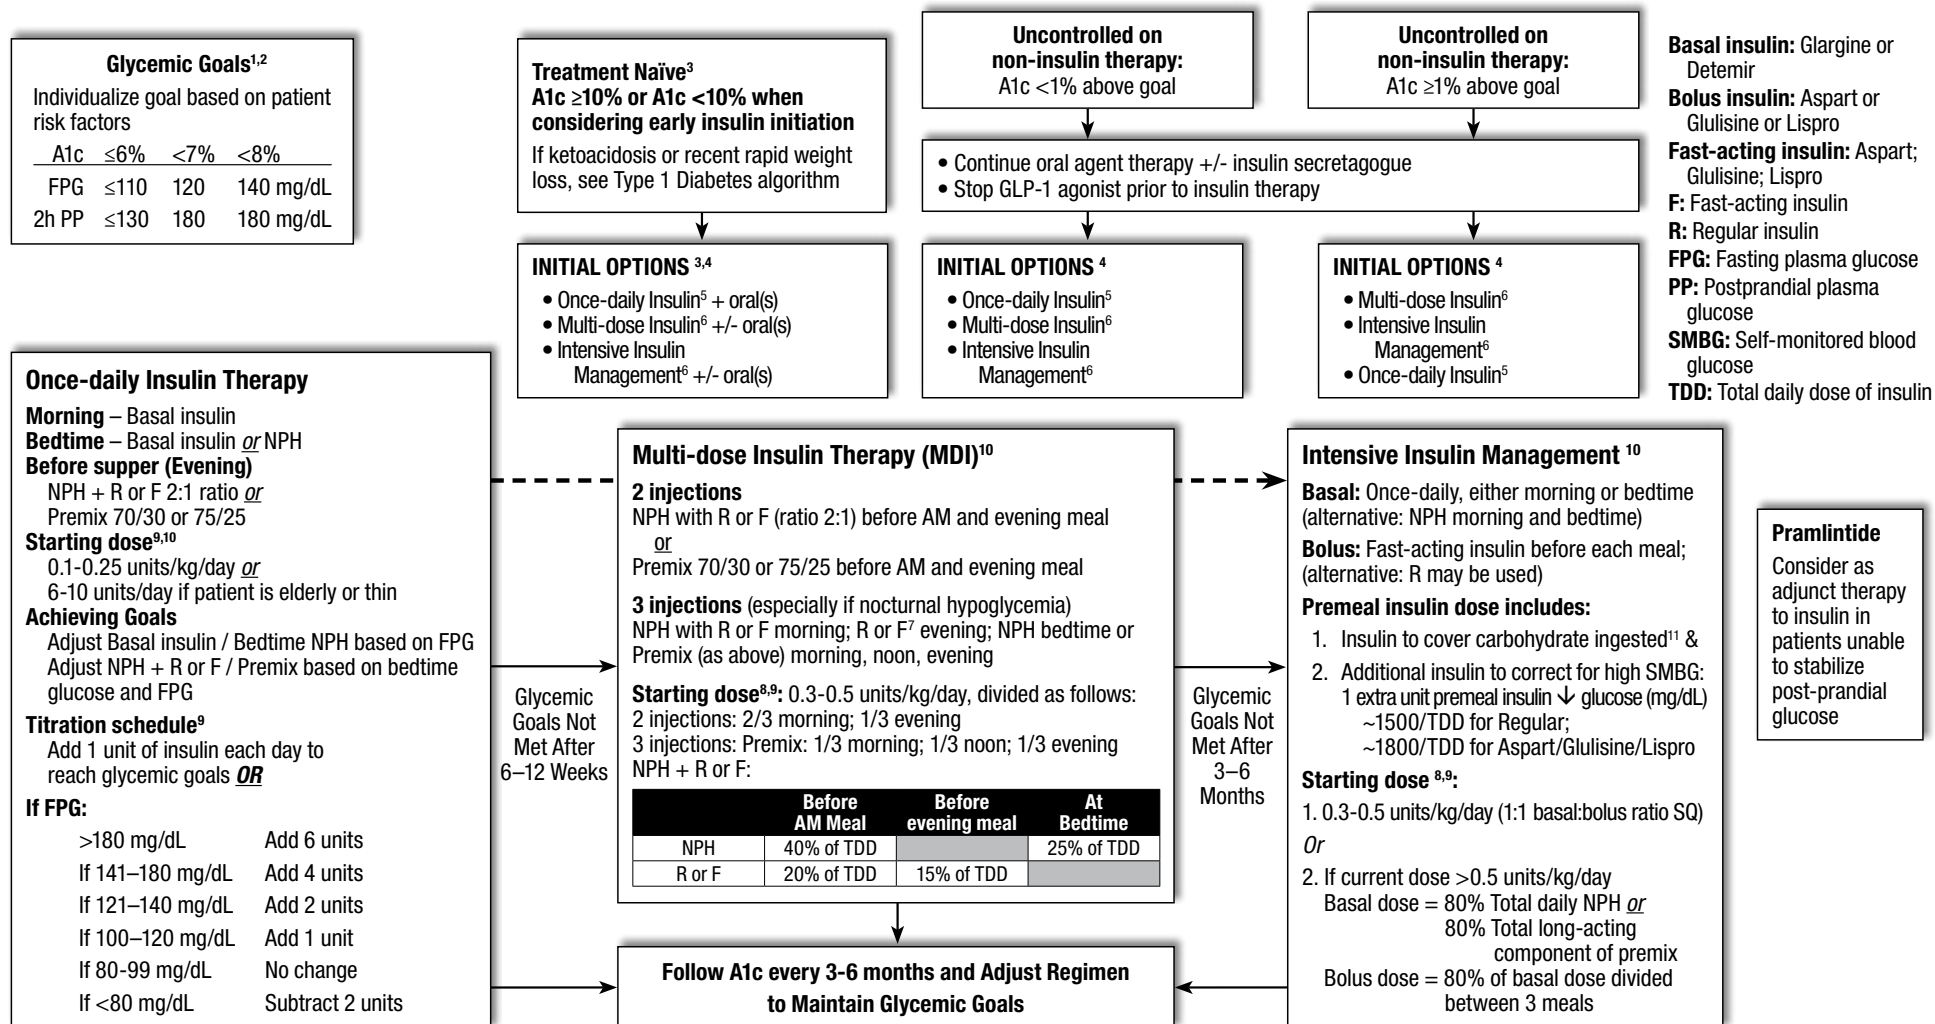 Glycemic Goals1,2
Individualize goal based on patient
risk factors
A1c ≤6% <7% <8%
FPG ≤110 120 140 mg/dL
2h PP ≤130 180 180 mg/dL
Treatment Naïve3
A1c ≥10% or A1c <10% when
considering early insulin initiation
If ketoacidosis or recent rapid weight
loss, see Type 1 Diabetes algorithm
Uncontrolled on
non-insulin therapy:
A1c <1% above goal
Uncontrolled on
non-insulin therapy:
A1c ≥1% above goal
• Continue oral agent therapy +/- insulin secretagogue
• Stop GLP-1 agonist prior to insulin therapy
Basal insulin: Glargine or
Detemir
Bolus insulin: Aspart or
Glulisine or Lispro
Fast-acting insulin: Aspart;
Glulisine; Lispro
F: Fast-acting insulin
R: Regular insulin
FPG: Fasting plasma glucose
PP: Postprandial plasma
glucose
SMBG: Self-monitored blood
glucose
TDD: Total daily dose of insulin
INITIAL OPTIONS 3,4
• Once-daily Insulin5 + oral(s)
• Multi-dose Insulin6 +/- oral(s)
• Intensive Insulin
Management6 +/- oral(s)
INITIAL OPTIONS 4
• Once-daily Insulin5
• Multi-dose Insulin6
• Intensive Insulin
Management6
INITIAL OPTIONS 4
• Multi-dose Insulin6
• Intensive Insulin
Management6
• Once-daily Insulin5
Once-daily Insulin Therapy
Morning – Basal insulin
Bedtime – Basal insulin or NPH
Before supper (Evening)
NPH + R or F 2:1 ratio or
Premix 70/30 or 75/25
Starting dose9,10
0.1-0.25 units/kg/day or
6-10 units/day if patient is elderly or thin
Achieving Goals
Adjust Basal insulin / Bedtime NPH based on FPG
Adjust NPH + R or F / Premix based on bedtime
glucose and FPG
Titration schedule9
Add 1 unit of insulin each day to
reach glycemic goals OR
If FPG:
>180 mg/dL Add 6 units
If 141–180 mg/dL Add 4 units
If 121–140 mg/dL Add 2 units
If 100–120 mg/dL Add 1 unit
If 80-99 mg/dL No change
If <80 mg/dL Subtract 2 units
Glycemic
Goals Not
Met After
6–12 Weeks
Multi-dose Insulin Therapy (MDI)10
2 injections
NPH with R or F (ratio 2:1) before AM and evening meal
or
Premix 70/30 or 75/25 before AM and evening meal
3 injections (especially if nocturnal hypoglycemia)
NPH with R or F morning; R or F7 evening; NPH bedtime or
Premix (as above) morning, noon, evening
Starting dose8,9: 0.3-0.5 units/kg/day, divided as follows:
2 injections: 2/3 morning; 1/3 evening
3 injections: Premix: 1/3 morning; 1/3 noon; 1/3 evening
NPH + R or F:
Before AM Meal Before evening meal At Bedtime
NPH 40% of TDD 25% of TDD
R or F 20% of TDD 15% of TDD
Glycemic
Goals Not
Met After
3–6
Months
Intensive Insulin Management 10
Basal: Once-daily, either morning or bedtime
(alternative: NPH morning and bedtime)
Bolus: Fast-acting insulin before each meal;
(alternative: R may be used)
Premeal insulin dose includes:
1. Insulin to cover carbohydrate ingested11 &
2. Additional insulin to correct for high SMBG:
1 extra unit premeal insulin ↓ glucose (mg/dL)
~1500/TDD for Regular;
~1800/TDD for Aspart/Glulisine/Lispro
Starting dose 8,9:
1. 0.3-0.5 units/kg/day (1:1 basal:bolus ratio SQ)
Or
2. If current dose >0.5 units/kg/day
Basal dose = 80% Total daily NPH or
80% Total long-acting
component of premix
Bolus dose = 80% of basal dose divided
between 3 meals
Pramlintide
Consider as
adjunct therapy
to insulin in
patients unable
to stabilize
post-prandial
glucose
Follow A1c every 3-6 months and Adjust Regimen
to Maintain Glycemic Goals